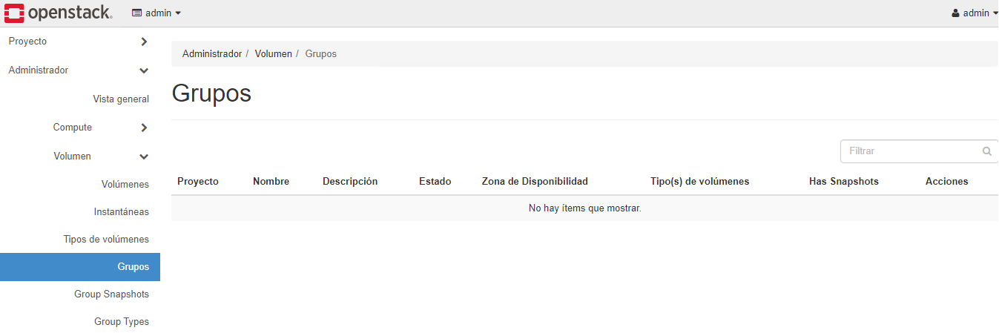 openstack.
admin
admin
Proyecto
Administrador
Vista general
Compute
Volumen
Volúmenes
Instantáneas
Tipos de volúmenes
Grupos
Group Snapshots
Group Types
Administrador / Volumen / Grupos
Grupos
Filtrar
Proyecto Nombre Descripción Estado Zona de Disponibilidad Tipo(s) de volúmenes Has Snapshots Acciones
No hay ítems que mostrar.